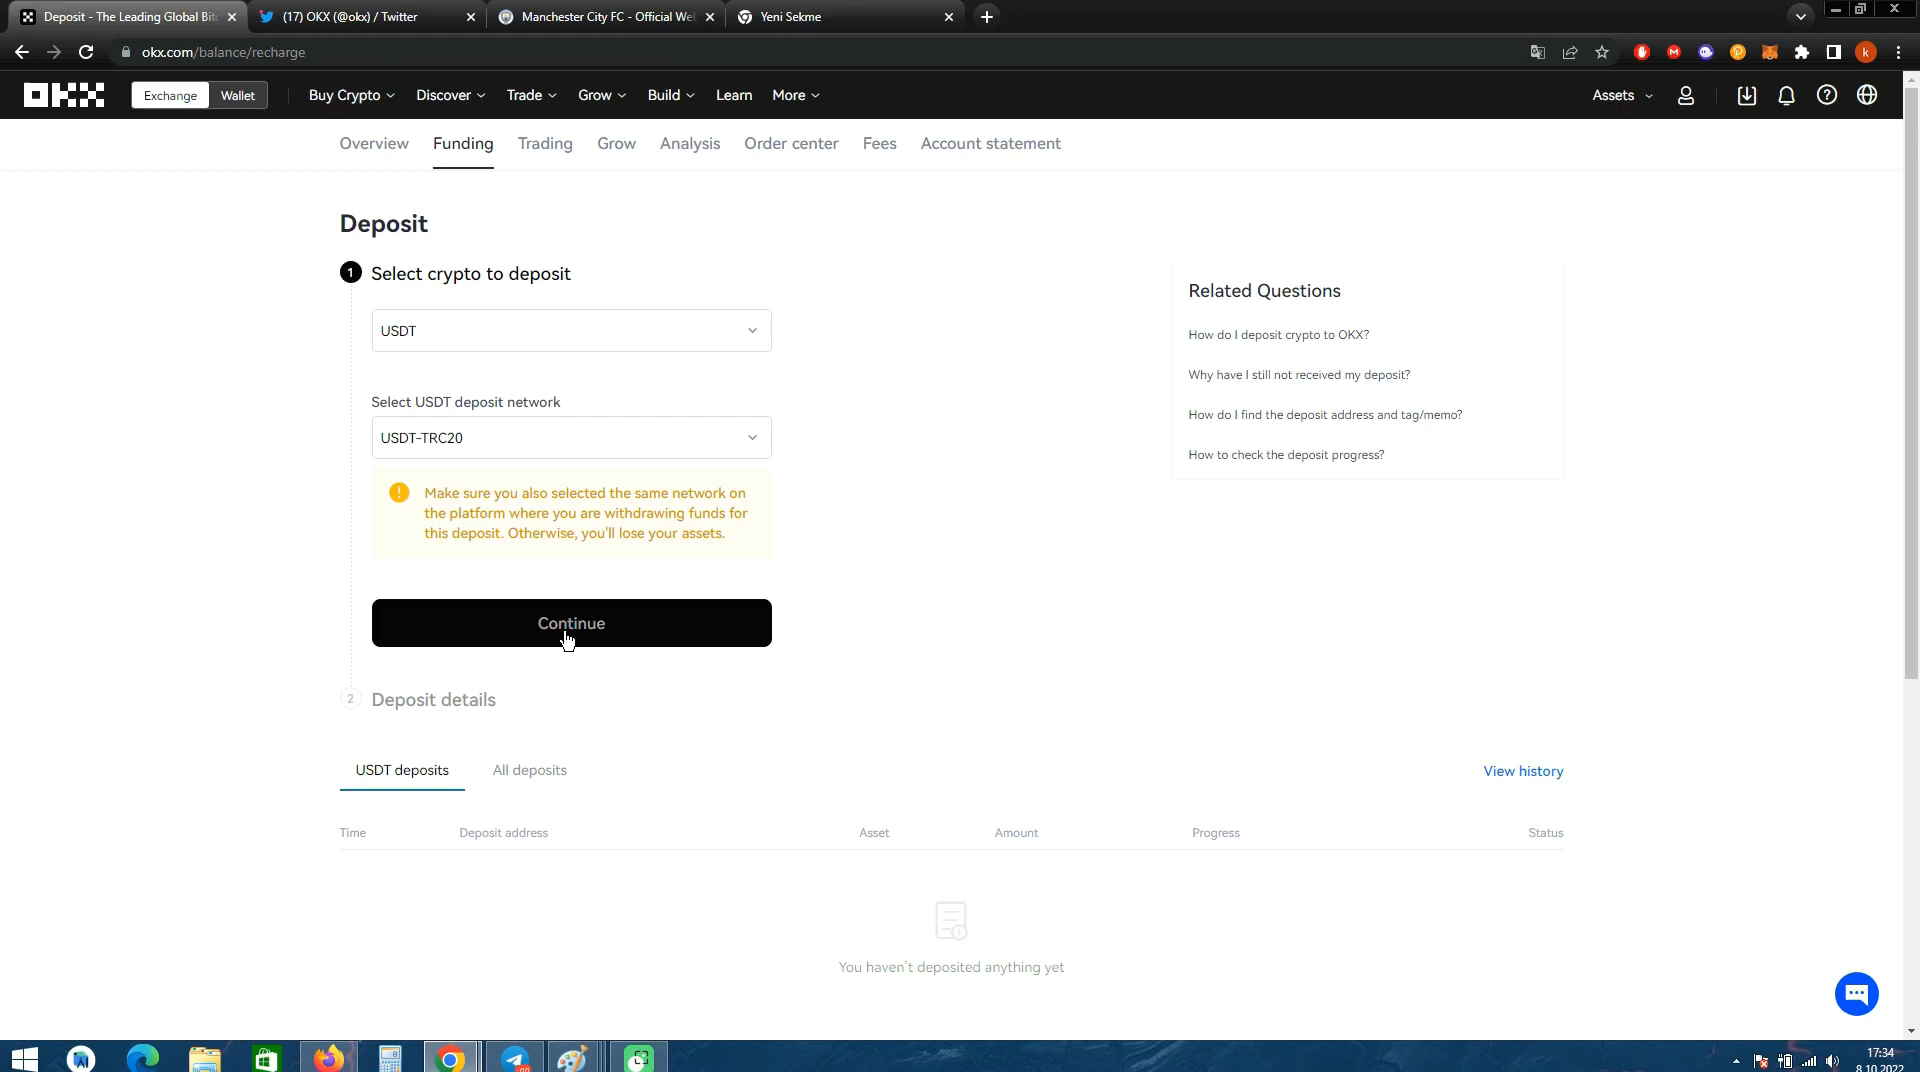 Deposit - The Leading Global Bit
(17) OKX (@okx) / Twitter
Manchester City FC - Official We
Yeni Sekme
okx.com/balance/recharge
k
OKX
Exchange
Wallet
Buy Crypto
Discover
Trade
Grow
Build
Learn
More
Assets
Overview
Funding
Trading
Grow
Analysis
Order center
Fees
Account statement
Deposit
1 Select crypto to deposit
USDT
Select USDT deposit network
USDT-TRC20
Make sure you also selected the same network on
the platform where you are withdrawing funds for
this deposit. Otherwise, you'll lose your assets.
Continue
2 Deposit details
Related Questions
How do I deposit crypto to OKX?
Why have I still not received my deposit?
How do I find the deposit address and tag/memo?
How to check the deposit progress?
USDT deposits
All deposits
View history
Time
Deposit address
Asset
Amount
Progress
Status
You haven't deposited anything yet
17:34
8.10.2022